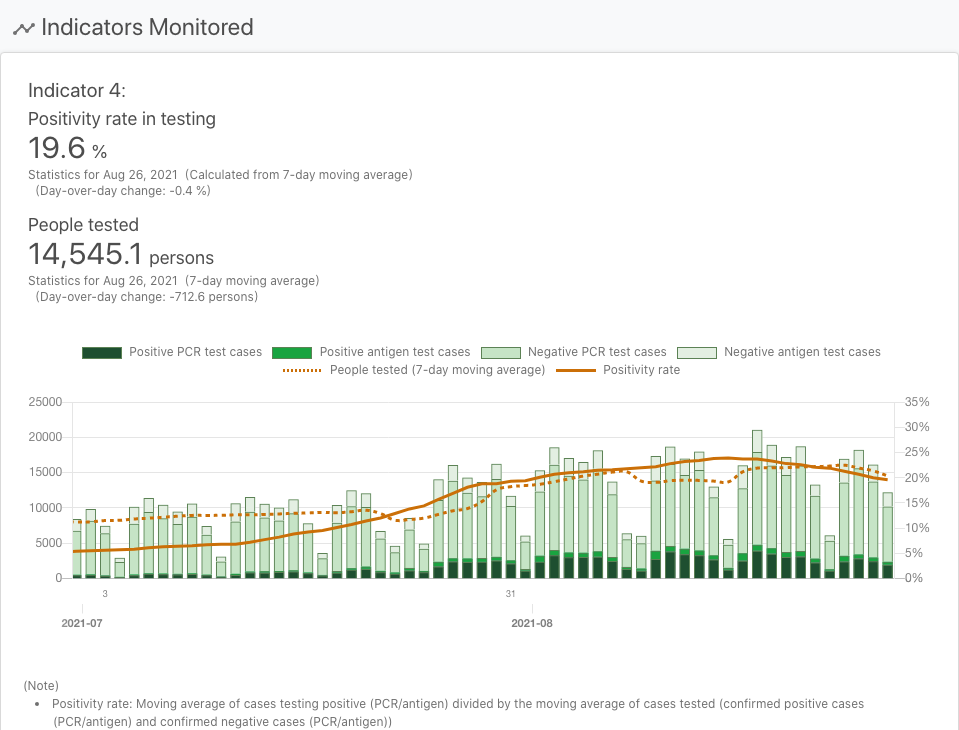 Indicators Monitored
Indicator 4:
Positivity rate in testing
19.6 %
Statistics for Aug 26, 2021 (Calculated from 7-day moving average)
(Day-over-day change: -0.4 %)
People tested
14,545.1 persons
Statistics for Aug 26, 2021 (7-day moving average)
(Day-over-day change: -712.6 persons)
Positive PCR test cases Positive antigen test cases Negative PCR test cases Negative antigen test cases
People tested (7-day moving average) Positivity rate
25000 35%
30%
20000
25%
15000
20%
15%
10000
10%
5000
5%
0 0%
3 31
2021-07 2021-08
(Note)
• Positivity rate: Moving average of cases testing positive (PCR/antigen) divided by the moving average of cases tested (confirmed positive cases
(PCR/antigen) and confirmed negative cases (PCR/antigen))